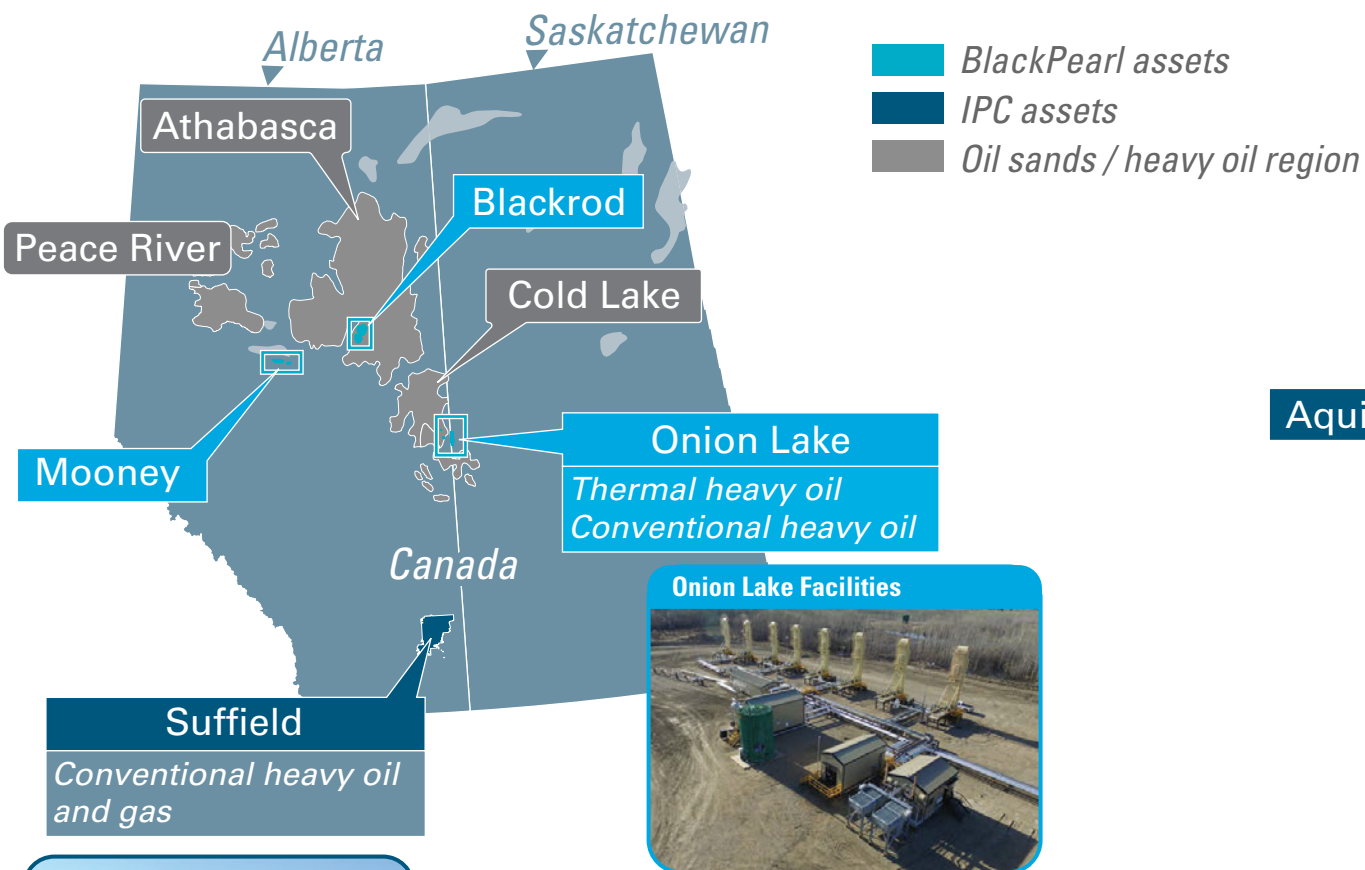 Alberta
Saskatchewan
BlackPearl assets
IPC assets
Oil sands / heavy oil region
Athabasca
Blackrod
Peace River
Cold Lake
Mooney
Onion Lake
Thermal heavy oil
Conventional heavy oil
Aqui
Canada
Onion Lake Facilities
Suffield
Conventional heavy oil
and gas